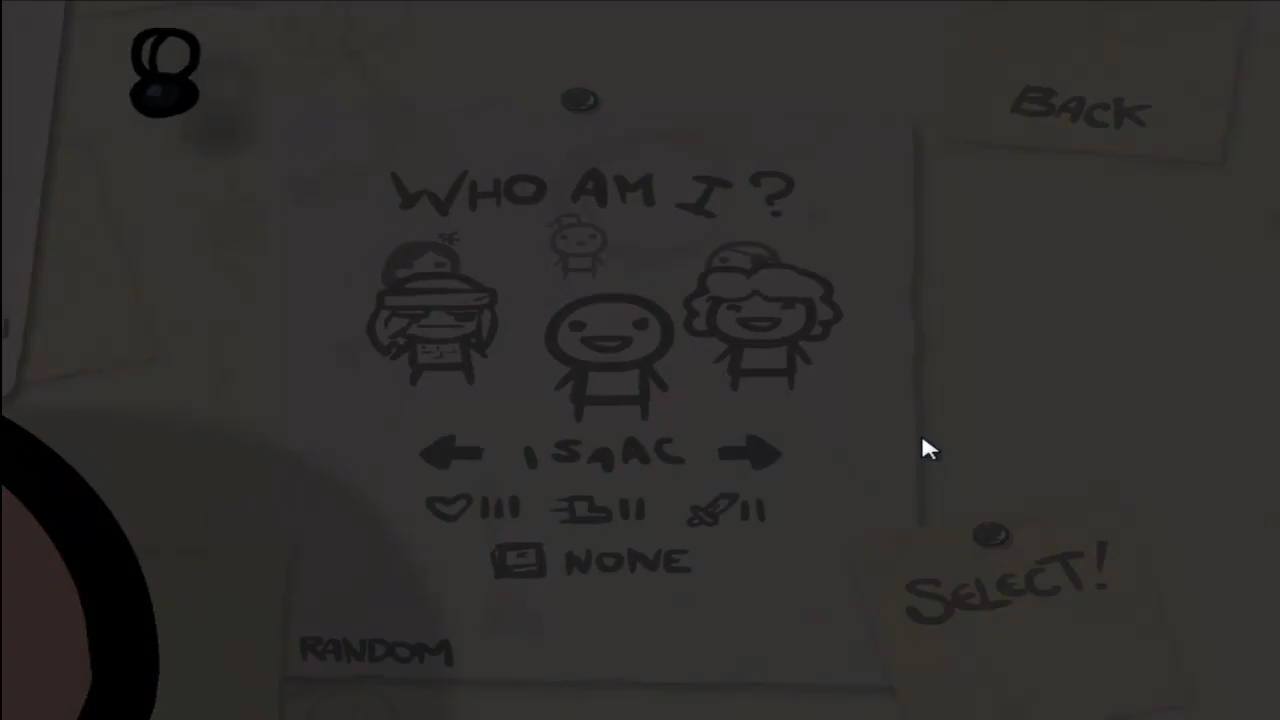 BACK
WHO AM I?
ISAAC
NONE
SELECT!
RANDOM